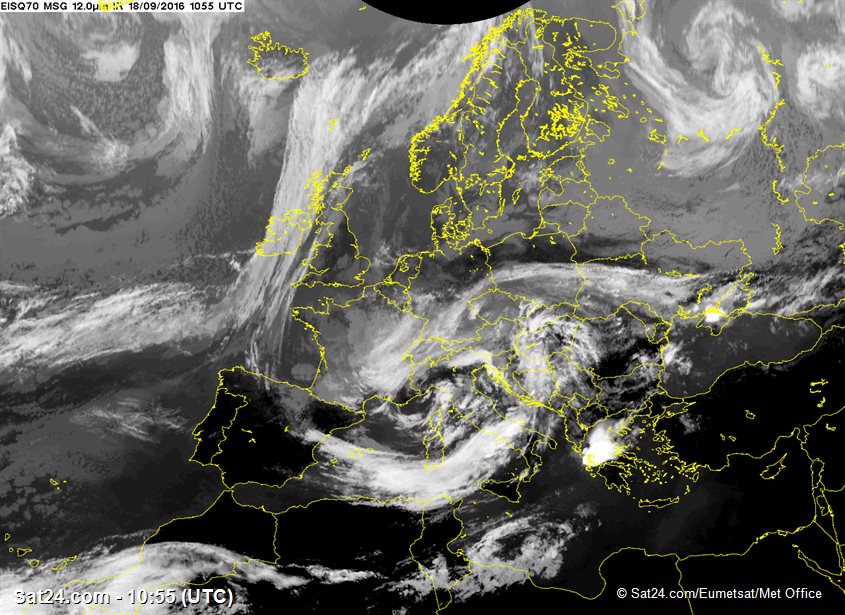 EISQ70 MSG 12.0µm IR 18/09/2016 1055 UTC
Sat24.com - 10:55 (UTC)
© Sat24.com/Eumetsat/Met Office